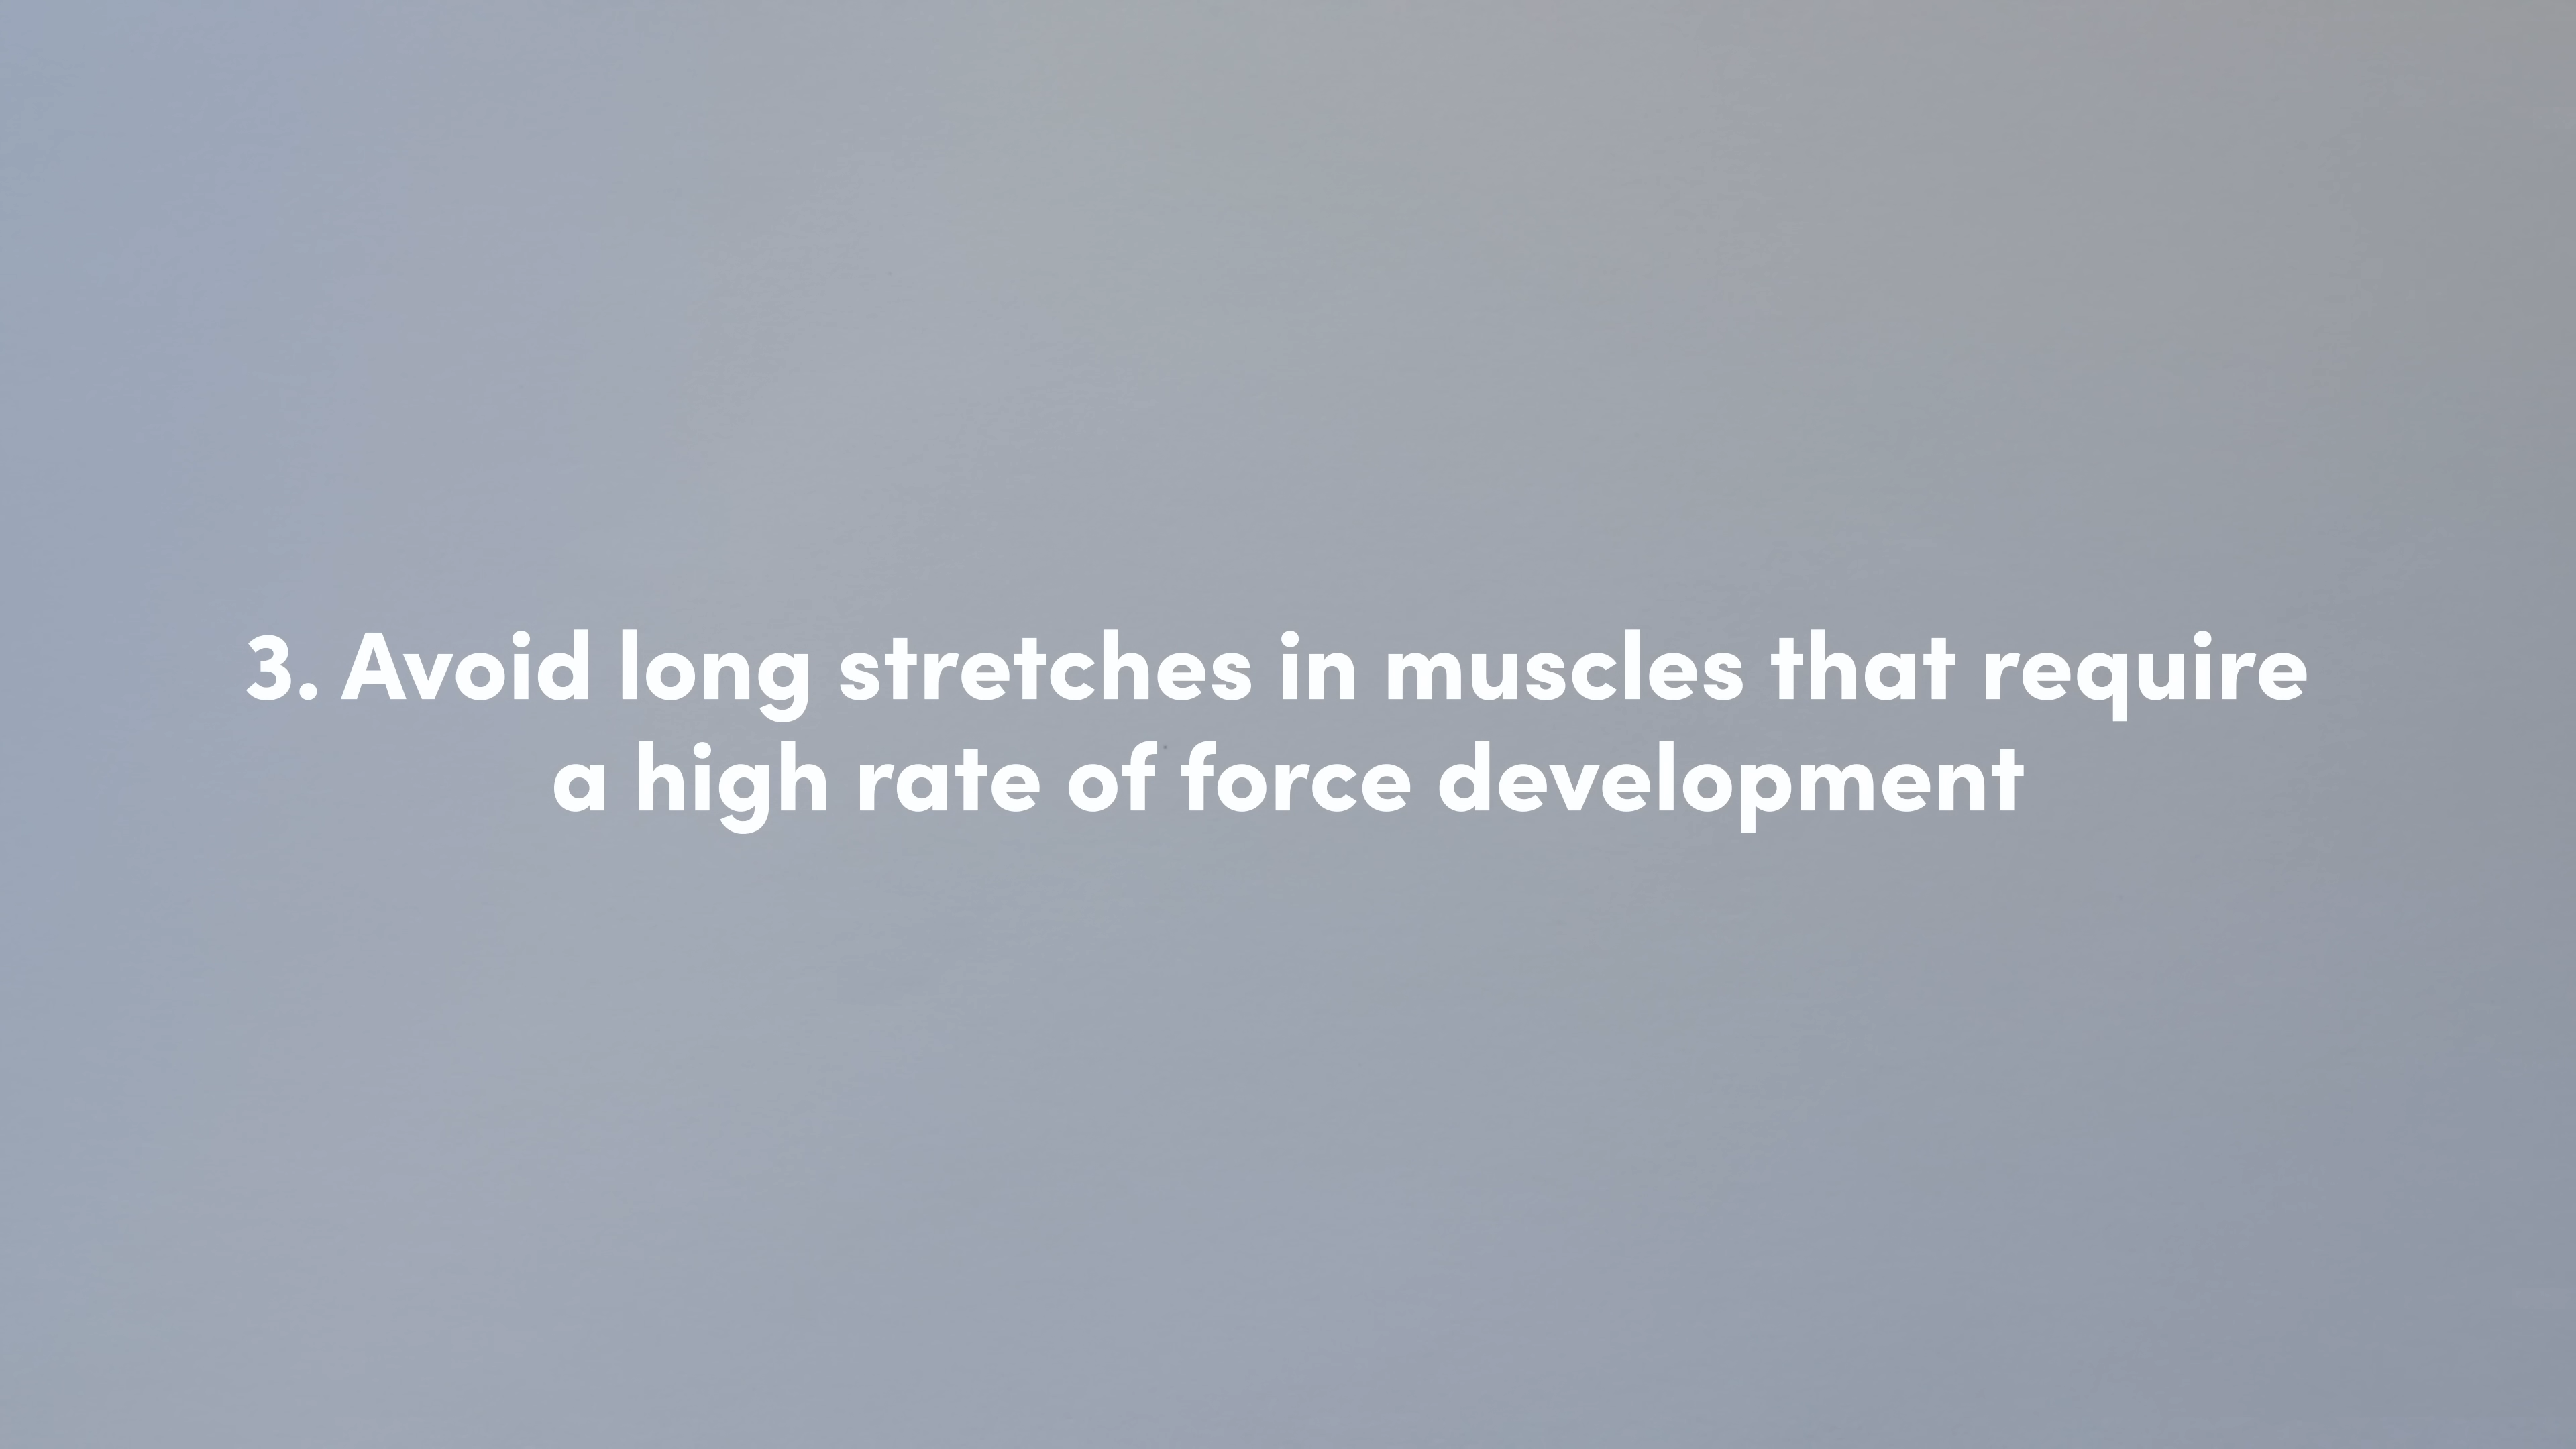 3. Avoid long stretches in muscles that require
a high rate of force development